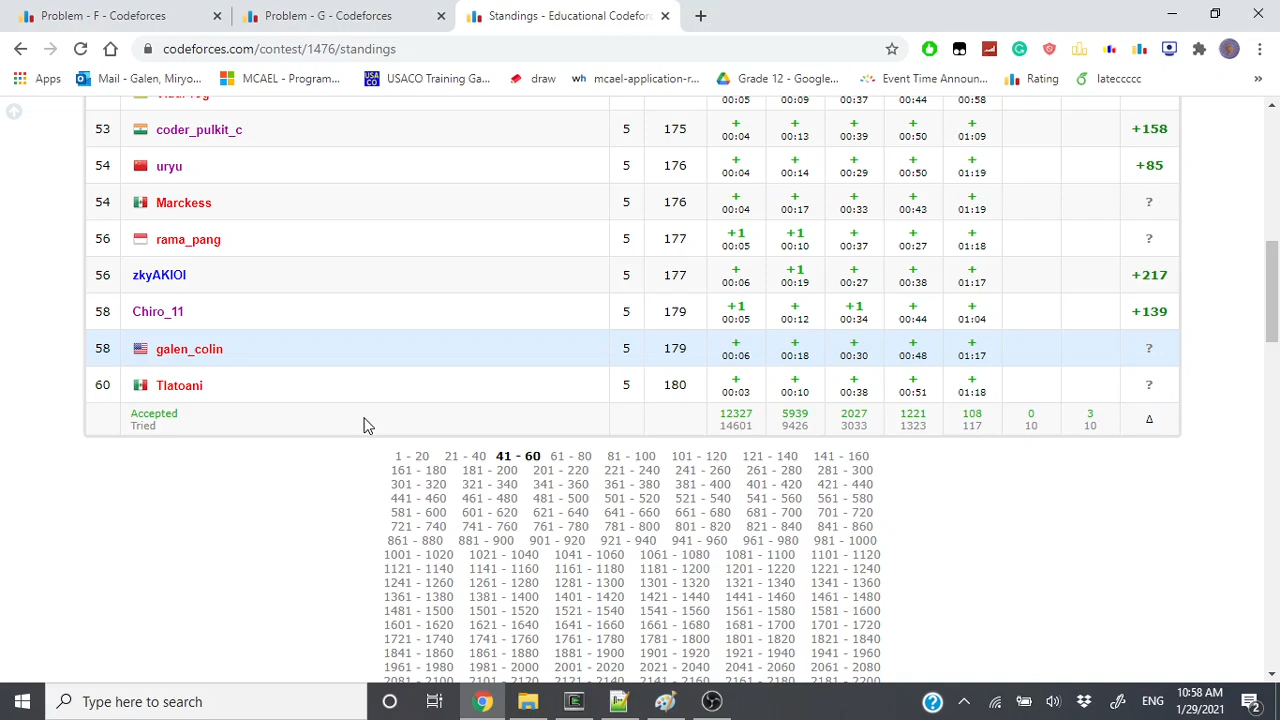 Problem - F - Codeforces
Problem - G - Codeforces
Standings - Educational Codefor
codeforces.com/contest/1476/standings
Apps
Mail - Galen, Miryo...
MCAEL - Program...
USACO Training Ga...
draw
mcael-application-r...
Grade 12 - Google...
Event Time Announ...
Rating
lateccccc
»
00:05 00:09 00:37 00:44 00:58
53 coder_pulkit_c 5 175 + + + + + +158
00:04 00:13 00:39 00:50 01:09
54 uryu 5 176 + + + + + +85
00:04 00:14 00:29 00:50 01:19
54 Marckess 5 176 + + + + + ?
00:04 00:17 00:33 00:43 01:19
56 rama_pang 5 177 +1 +1 + + + ?
00:05 00:10 00:37 00:27 01:18
56 zkyAKIOI 5 177 + +1 + + + +217
00:06 00:19 00:27 00:38 01:17
58 Chiro_11 5 179 +1 + +1 + + +139
00:05 00:12 00:34 00:44 01:04
58 galen_colin 5 179 + + + + + ?
00:06 00:18 00:30 00:48 01:17
60 Tlatoani 5 180 + + + + + ?
00:03 00:10 00:38 00:51 01:18
Accepted 12327 5939 2027 1221 108 0 3 Δ
Tried 14601 9426 3033 1323 117 10 10
1 - 20 21 - 40 41 - 60 61 - 80 81 - 100 101 - 120 121 - 140 141 - 160
161 - 180 181 - 200 201 - 220 221 - 240 241 - 260 261 - 280 281 - 300
301 - 320 321 - 340 341 - 360 361 - 380 381 - 400 401 - 420 421 - 440
441 - 460 461 - 480 481 - 500 501 - 520 521 - 540 541 - 560 561 - 580
581 - 600 601 - 620 621 - 640 641 - 660 661 - 680 681 - 700 701 - 720
721 - 740 741 - 760 761 - 780 781 - 800 801 - 820 821 - 840 841 - 860
861 - 880 881 - 900 901 - 920 921 - 940 941 - 960 961 - 980 981 - 1000
1001 - 1020 1021 - 1040 1041 - 1060 1061 - 1080 1081 - 1100 1101 - 1120
1121 - 1140 1141 - 1160 1161 - 1180 1181 - 1200 1201 - 1220 1221 - 1240
1241 - 1260 1261 - 1280 1281 - 1300 1301 - 1320 1321 - 1340 1341 - 1360
1361 - 1380 1381 - 1400 1401 - 1420 1421 - 1440 1441 - 1460 1461 - 1480
1481 - 1500 1501 - 1520 1521 - 1540 1541 - 1560 1561 - 1580 1581 - 1600
1601 - 1620 1621 - 1640 1641 - 1660 1661 - 1680 1681 - 1700 1701 - 1720
1721 - 1740 1741 - 1760 1761 - 1780 1781 - 1800 1801 - 1820 1821 - 1840
1841 - 1860 1861 - 1880 1881 - 1900 1901 - 1920 1921 - 1940 1941 - 1960
1961 - 1980 1981 - 2000 2001 - 2020 2021 - 2040 2041 - 2060 2061 - 2080
2081 - 2100 2101 - 2120 2121 - 2140 2141 - 2160 2161 - 2180 2181 - 2200
Type here to search
ENG
10:58 AM
1/29/2021
2